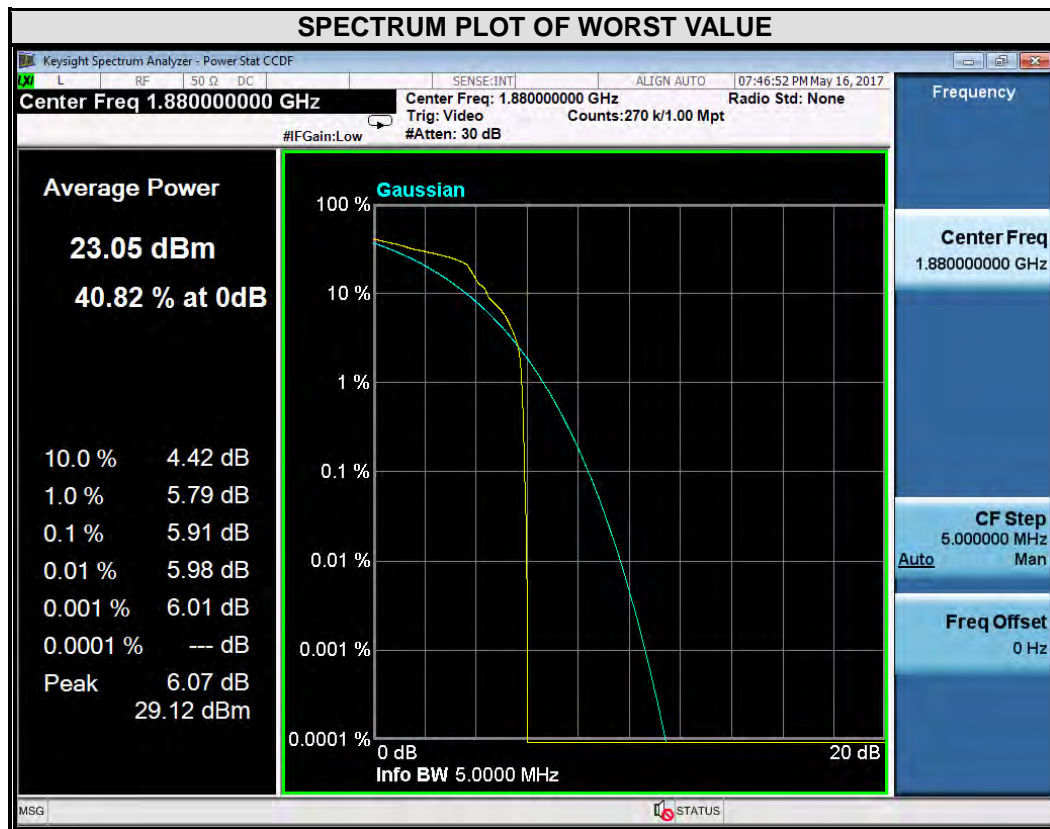 SPECTRUM PLOT OF WORST VALUE
Keysight Spectrum Analyzer - Power Stat CCDF
LXI L RF 50 Ω DC SENSE:INT ALIGN AUTO 07:46:52 PM May 16, 2017
Center Freq 1.880000000 GHz
Center Freq: 1.880000000 GHz Radio Std: None
Trig: Video Counts:270 k/1.00 Mpt
#IFGain:Low #Atten: 30 dB
Average Power
23.05 dBm
40.82 % at 0dB
10.0 % 4.42 dB
1.0 % 5.79 dB
0.1 % 5.91 dB
0.01 % 5.98 dB
0.001 % 6.01 dB
0.0001 % --- dB
Peak 6.07 dB
29.12 dBm
Gaussian
100 %
10 %
1 %
0.1 %
0.01 %
0.001 %
0.0001 %
0 dB 20 dB
Info BW 5.0000 MHz
Frequency
Center Freq
1.880000000 GHz
CF Step
5.000000 MHz
Auto Man
Freq Offset
0 Hz
MSG STATUS